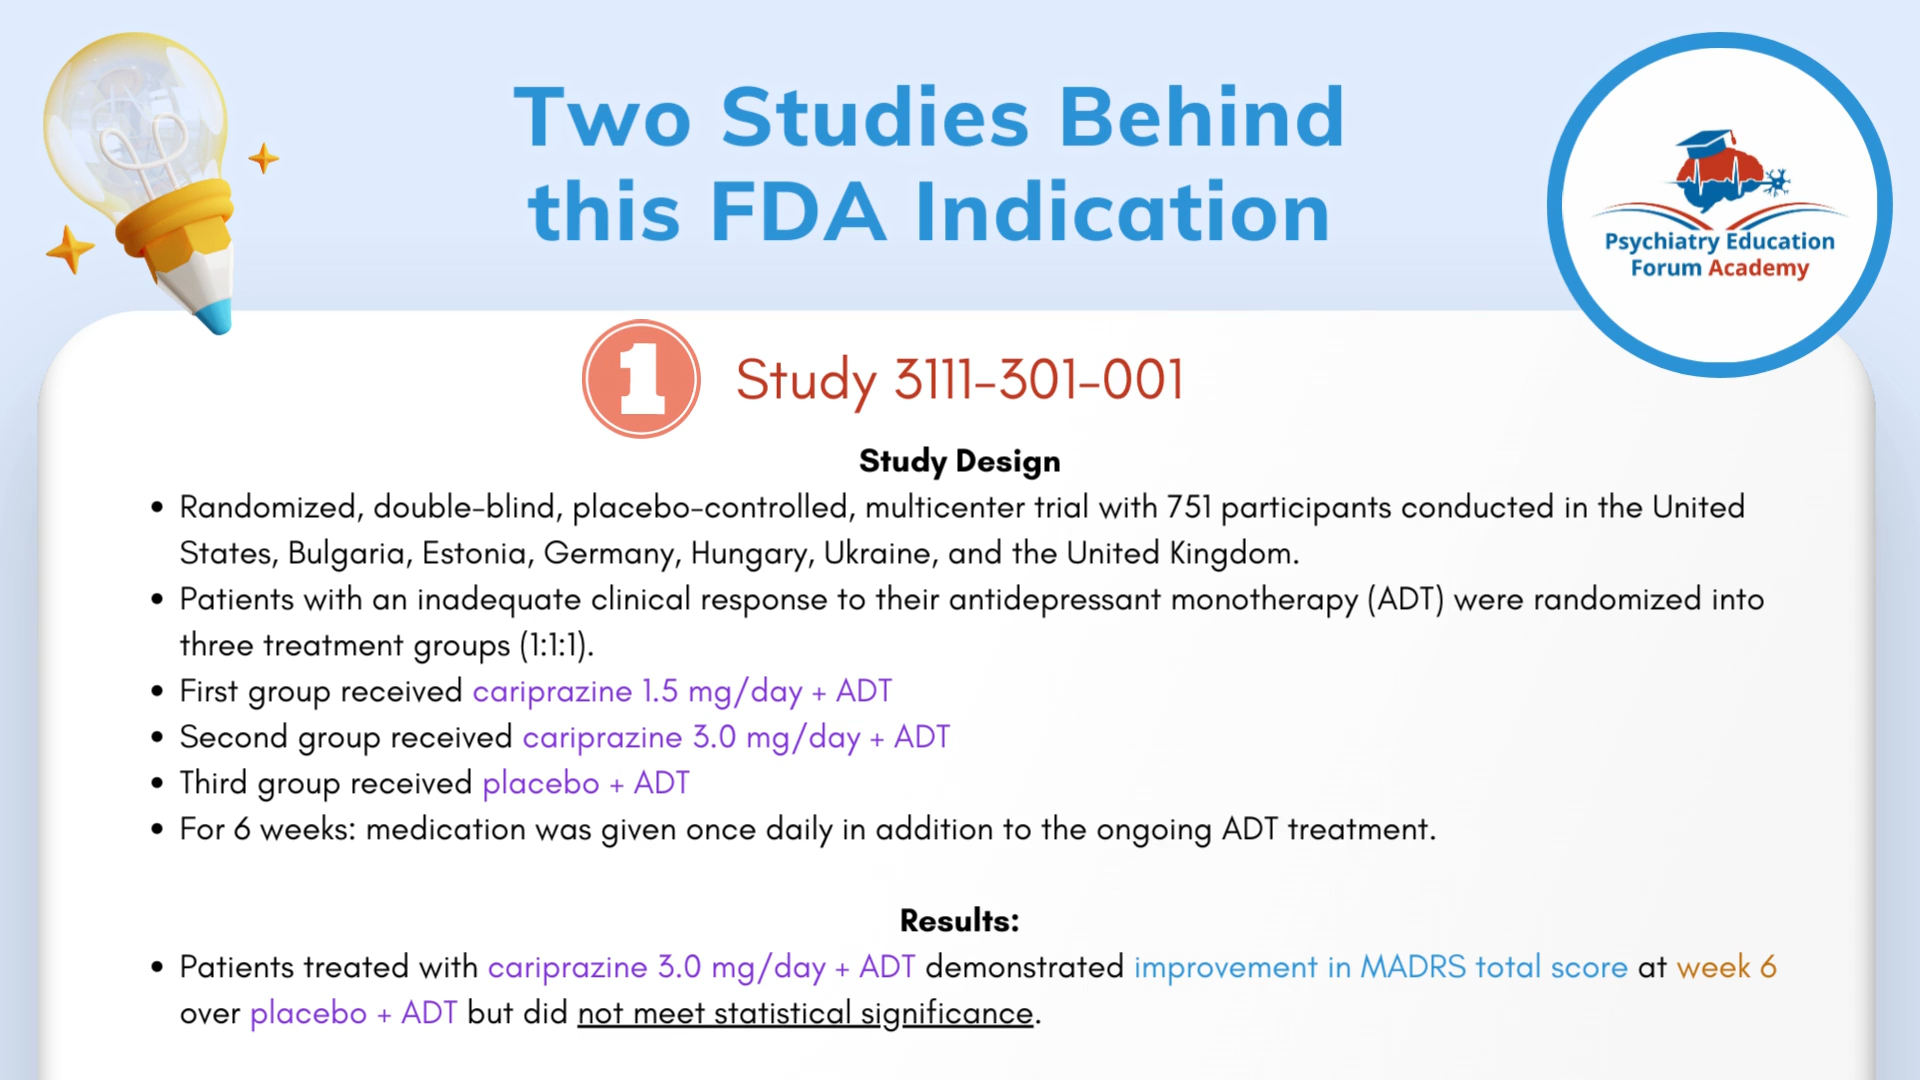 Two Studies Behind
this FDA Indication
Psychiatry Education
Forum Academy
1 Study 3111-301-001
Study Design
• Randomized, double-blind, placebo-controlled, multicenter trial with 751 participants conducted in the United
States, Bulgaria, Estonia, Germany, Hungary, Ukraine, and the United Kingdom.
• Patients with an inadequate clinical response to their antidepressant monotherapy (ADT) were randomized into
three treatment groups (1:1:1).
• First group received cariprazine 1.5 mg/day + ADT
• Second group received cariprazine 3.0 mg/day + ADT
• Third group received placebo + ADT
• For 6 weeks: medication was given once daily in addition to the ongoing ADT treatment.
Results:
• Patients treated with cariprazine 3.0 mg/day + ADT demonstrated improvement in MADRS total score at week 6
over placebo + ADT but did not meet statistical significance.